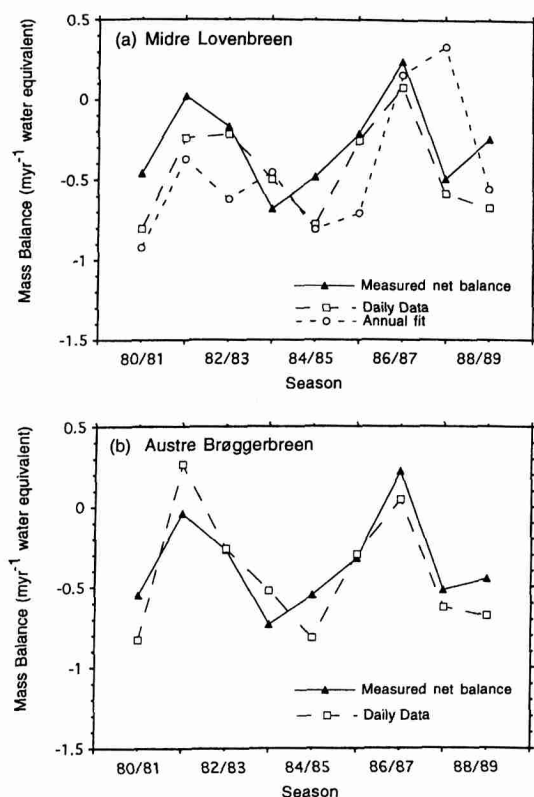 0.5
(a) Midre Lovenbreen
0
-0.5
-1
-1.5
Mass Balance (myr⁻¹ water equivalent)
Measured net balance
Daily Data
Annual fit
80/81 82/83 84/85 86/87 88/89
Season
0.5
(b) Austre Brøggerbreen
0
-0.5
-1
-1.5
Mass Balance (myr⁻¹ water equivalent)
Measured net balance
Daily Data
80/81 82/83 84/85 86/87 88/89
Season